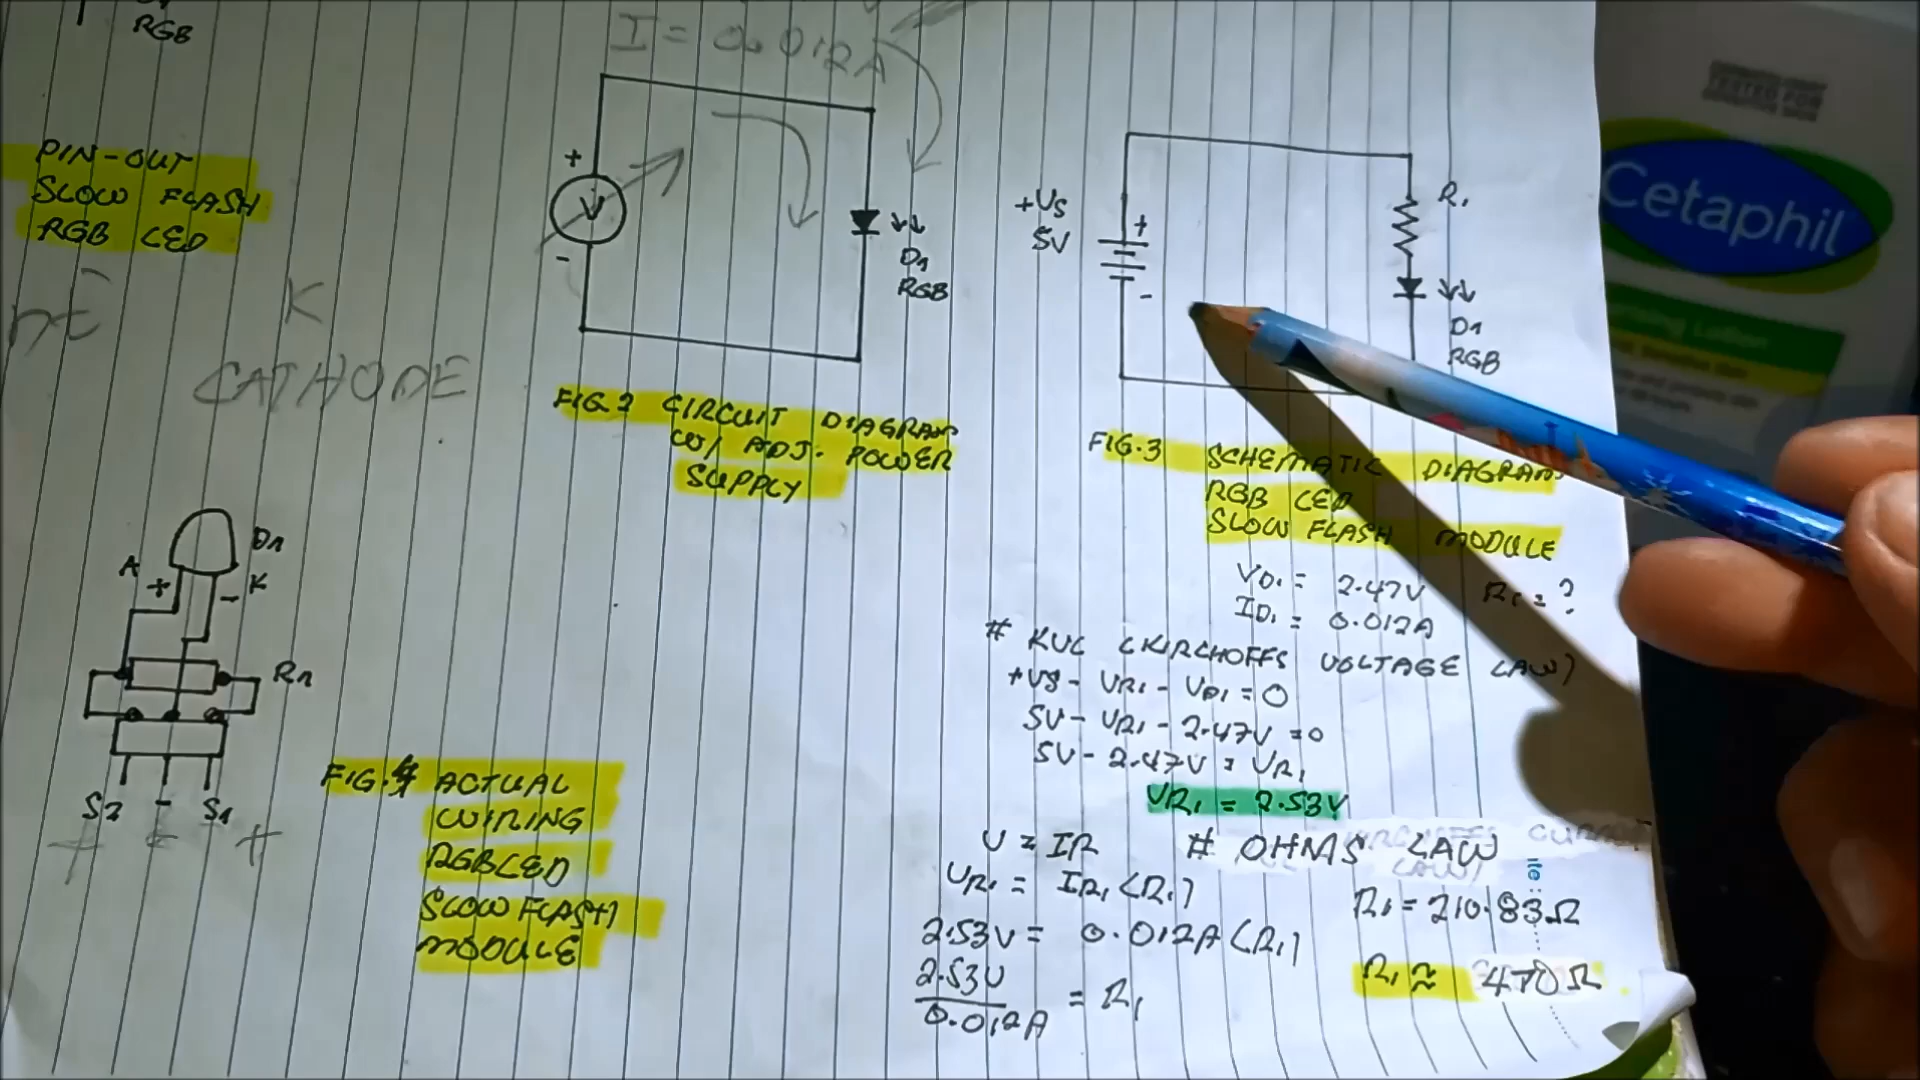 RGB
PIN-OUT
SLOW FLASH
RGB LED
K
CATHODE
I = 0.012A
+
-
D1
RGB
FIG.2 CIRCUIT DIAGRAM
W/ ADJ. POWER
SUPPLY
+VS
5V
+
-
R1
D1
RGB
FIG.3 SCHEMATIC DIAGRAM
RGB LED
SLOW FLASH MODULE
VD1 = 2.47V R1 = ?
ID1 = 0.012A
# KVL (KIRCHOFFS VOLTAGE LAW)
+VS - VR1 - VD1 = 0
5V - VR1 - 2.47V = 0
5V - 2.47V = VR1
VR1 = 2.53V
V = IR # OHMS LAW
VR1 = IR1 (R1)
2.53V = 0.012A (R1)
2.53V
0.012A
= R1
R1 = 210.83Ω
R1 ≈ 470Ω
D1
A
+
- K
R1
S2 - S1
+ - +
FIG.4 ACTUAL
WIRING
RGB LED
SLOW FLASH
MODULE
Cetaphil